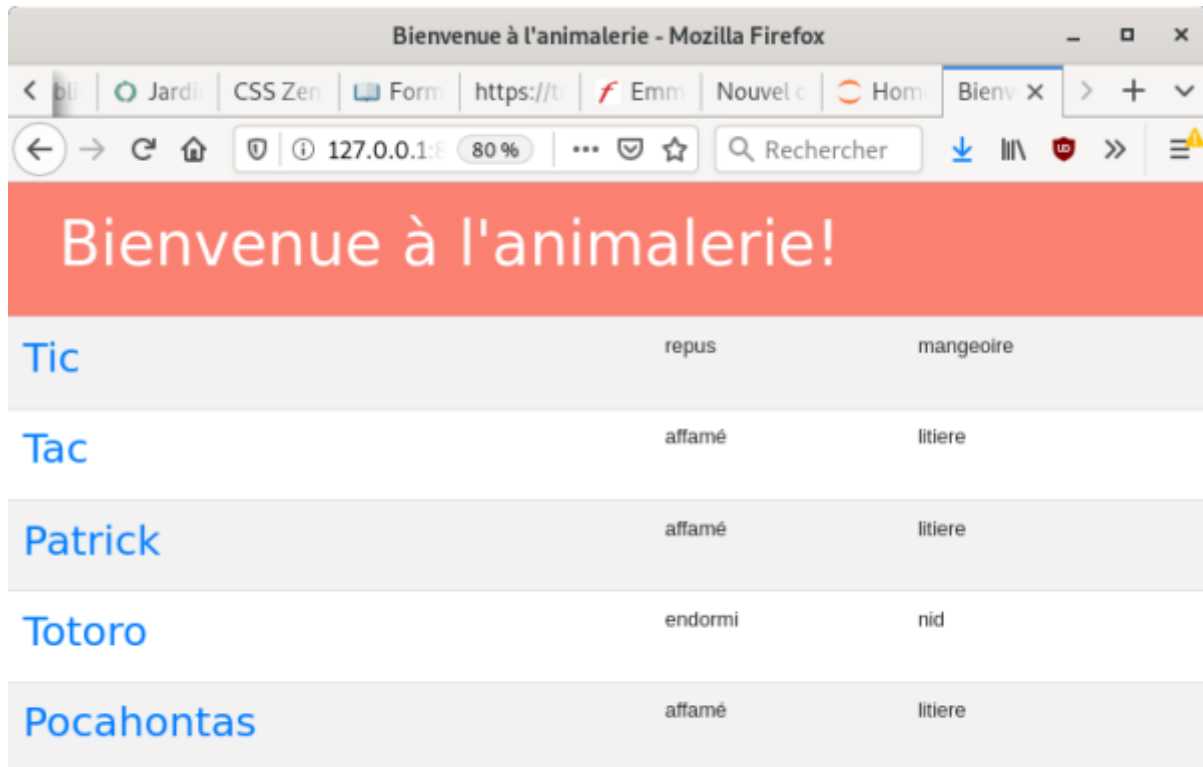 Bienvenue à l'animalerie - Mozilla Firefox
Jardi CSS Zen Form https://t Emm Nouvel Hom Bienv
127.0.0.1: 80 % Rechercher
Bienvenue à l'animalerie!
Tic repus mangeoire
Tac affamé litiere
Patrick affamé litiere
Totoro endormi nid
Pocahontas affamé litiere